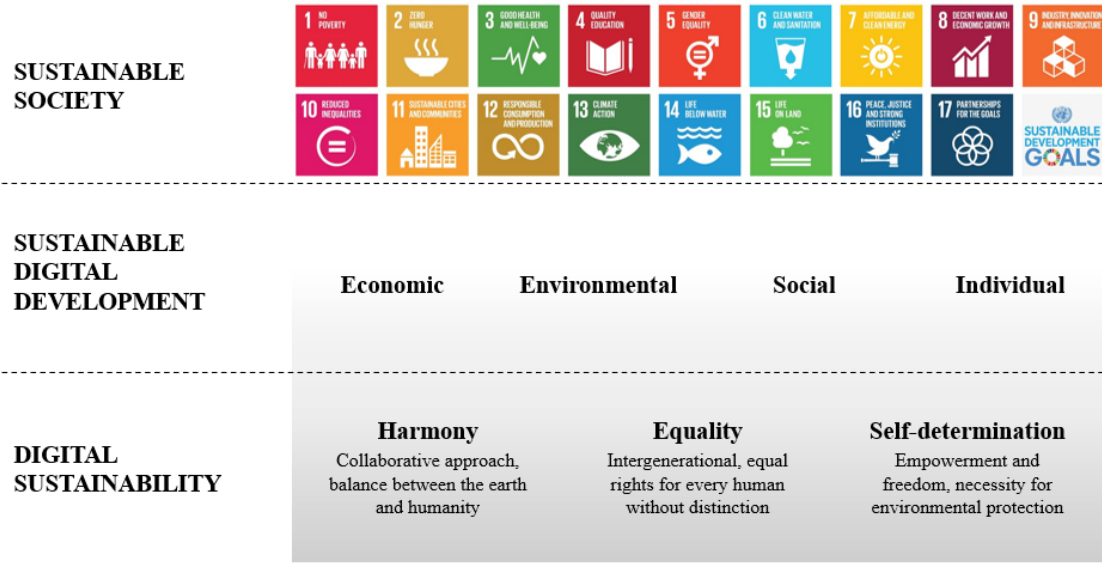 SUSTAINABLE
SOCIETY
1 NO
POVERTY
2 ZERO
HUNGER
3 GOOD HEALTH
AND WELL-BEING
4 QUALITY
EDUCATION
5 GENDER
EQUALITY
6 CLEAN WATER
AND SANITATION
7 AFFORDABLE AND
CLEAN ENERGY
8 DECENT WORK AND
ECONOMIC GROWTH
9 INDUSTRY, INNOVATION
AND INFRASTRUCTURE
10 REDUCED
INEQUALITIES
11 SUSTAINABLE CITIES
AND COMMUNITIES
12 RESPONSIBLE
CONSUMPTION
AND PRODUCTION
13 CLIMATE
ACTION
14 LIFE
BELOW WATER
15 LIFE
ON LAND
16 PEACE, JUSTICE
AND STRONG
INSTITUTIONS
17 PARTNERSHIPS
FOR THE GOALS
SUSTAINABLE
DEVELOPMENT
GOALS
SUSTAINABLE
DIGITAL
DEVELOPMENT
Economic Environmental Social Individual
DIGITAL
SUSTAINABILITY
Harmony
Collaborative approach,
balance between the earth
and humanity
Equality
Intergenerational, equal
rights for every human
without distinction
Self-determination
Empowerment and
freedom, necessity for
environmental protection